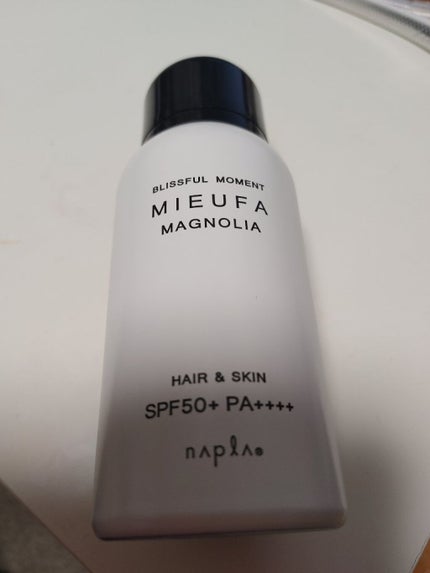 BLISSFUL MOMENT
MIEUFA
MAGNOLIA
HAIR & SKIN
SPF50+ PA++++
napla®